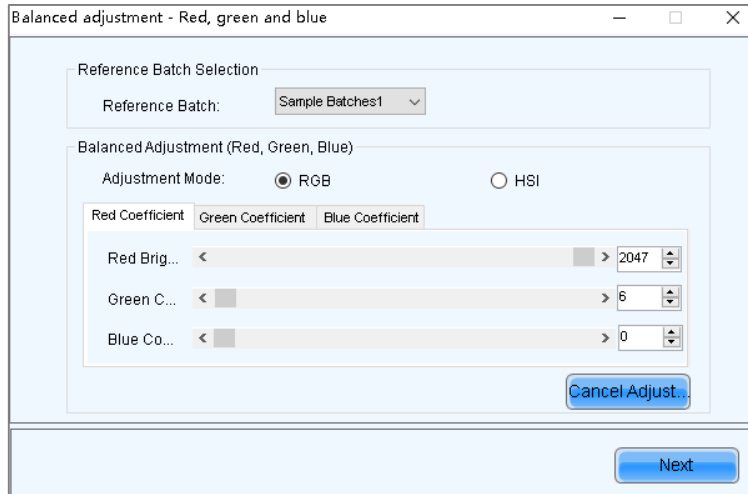 Balanced adjustment - Red, green and blue
Reference Batch Selection
Reference Batch: Sample Batches1
Balanced Adjustment (Red, Green, Blue)
Adjustment Mode: RGB HSI
Red Coefficient Green Coefficient Blue Coefficient
Red Brig... 2047
Green C... 6
Blue Co... 0
Cancel Adjust...
Next